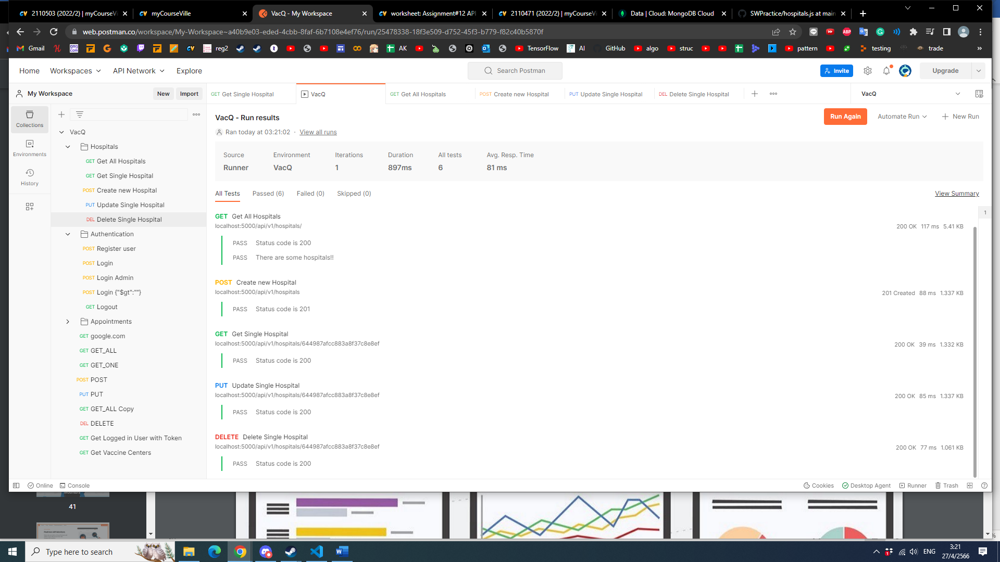 2110503 (2022/2) | myCourseVi
myCourseVille
VacQ - My Workspace
worksheet: Assignment#12 API
2110471 (2022/2) | myCourseVi
Data | Cloud: MongoDB Cloud
SWPractice/hospitals.js at main
web.postman.co/workspace/My-Workspace~a40b9e03-eded-4cbb-8faf-6b7108e4ef76/run/25478338-18f3e509-d752-45f3-b779-f82c40b5870f
Gmail
reg2
AK
TensorFlow
AI
GitHub
algo
struc
pattern
testing
trade
»
Home
Workspaces
API Network
Explore
Search Postman
Invite
Upgrade
My Workspace
New
Import
GET Get Single Hospital
VacQ
GET Get All Hospitals
POST Create new Hospital
PUT Update Single Hospital
DEL Delete Single Hospital
VacQ
Collections
Environments
History
VacQ
Hospitals
GET Get All Hospitals
GET Get Single Hospital
POST Create new Hospital
PUT Update Single Hospital
DEL Delete Single Hospital
Authentication
POST Register user
POST Login
POST Login Admin
POST Login {"$gt":""}
GET Logout
Appointments
GET google.com
GET GET_ALL
GET GET_ONE
POST POST
PUT PUT
GET GET_ALL Copy
DEL DELETE
GET Get Logged in User with Token
GET Get Vaccine Centers
VacQ - Run results
Run Again
Automate Run
New Run
Ran today at 03:21:02 · View all runs
Source Environment Iterations Duration All tests Avg. Resp. Time
Runner VacQ 1 897ms 6 81 ms
All Tests Passed (6) Failed (0) Skipped (0)
View Summary
1
GET Get All Hospitals
localhost:5000/api/v1/hospitals/
200 OK 117 ms 5.41 KB
PASS Status code is 200
PASS There are some hospitals!!
POST Create new Hospital
localhost:5000/api/v1/hospitals
201 Created 88 ms 1.337 KB
PASS Status code is 201
GET Get Single Hospital
localhost:5000/api/v1/hospitals/644987afcc883a8f37c8e8ef
200 OK 39 ms 1.332 KB
PASS Status code is 200
PUT Update Single Hospital
localhost:5000/api/v1/hospitals/644987afcc883a8f37c8e8ef
200 OK 85 ms 1.337 KB
PASS Status code is 200
DELETE Delete Single Hospital
localhost:5000/api/v1/hospitals/644987afcc883a8f37c8e8ef
200 OK 77 ms 1.061 KB
PASS Status code is 200
Online
Console
Cookies
Desktop Agent
Runner
Trash
41
Type here to search
ENG
3:21
27/4/2566